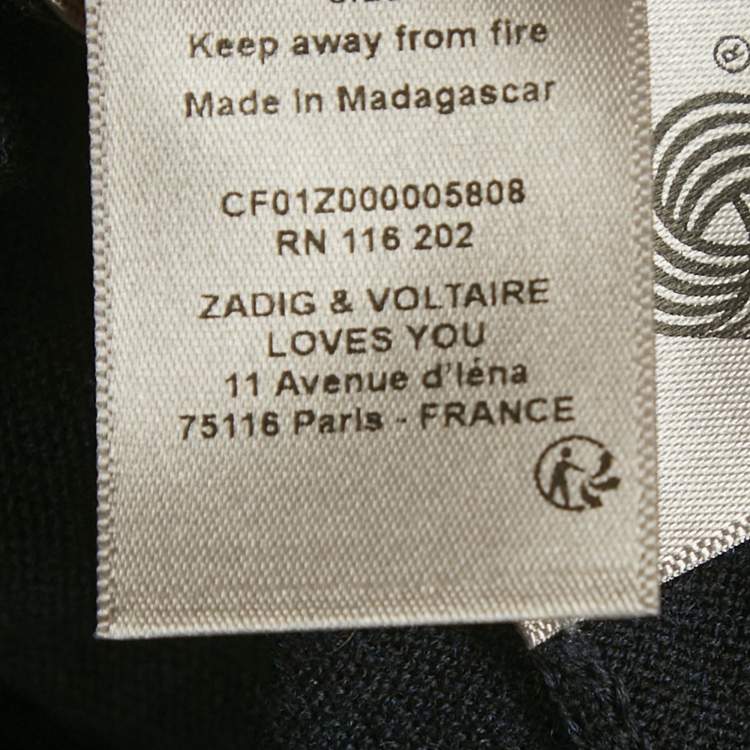 Keep away from fire
Made in Madagascar
CF01Z000005808
RN 116 202
ZADIG & VOLTAIRE
LOVES YOU
11 Avenue d'Iéna
75116 Paris - FRANCE
®